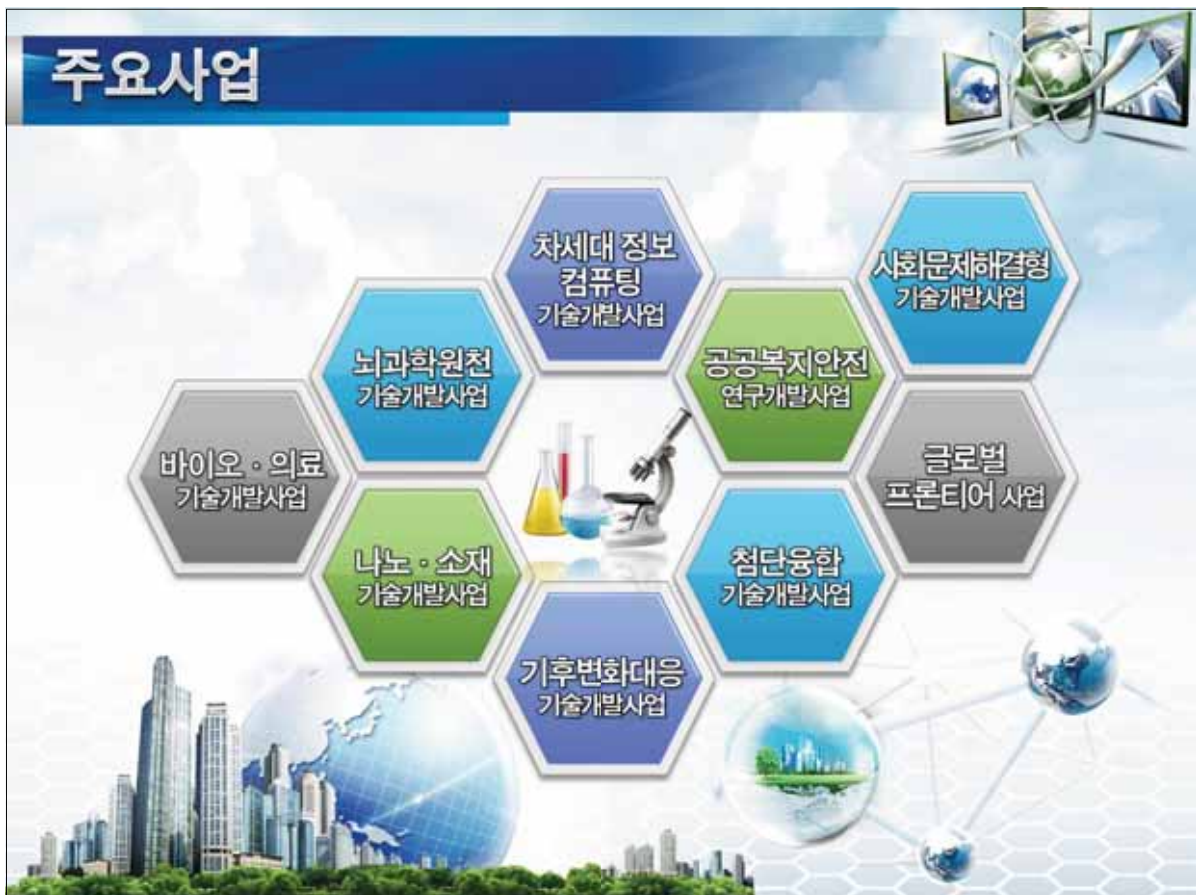 주요사업
차세대 정보
컴퓨팅
기술개발사업
사회문제해결형
기술개발사업
뇌과학원천
기술개발사업
공공복지안전
연구개발사업
바이오 · 의료
기술개발사업
글로벌
프론티어 사업
나노 · 소재
기술개발사업
첨단융합
기술개발사업
기후변화대응
기술개발사업